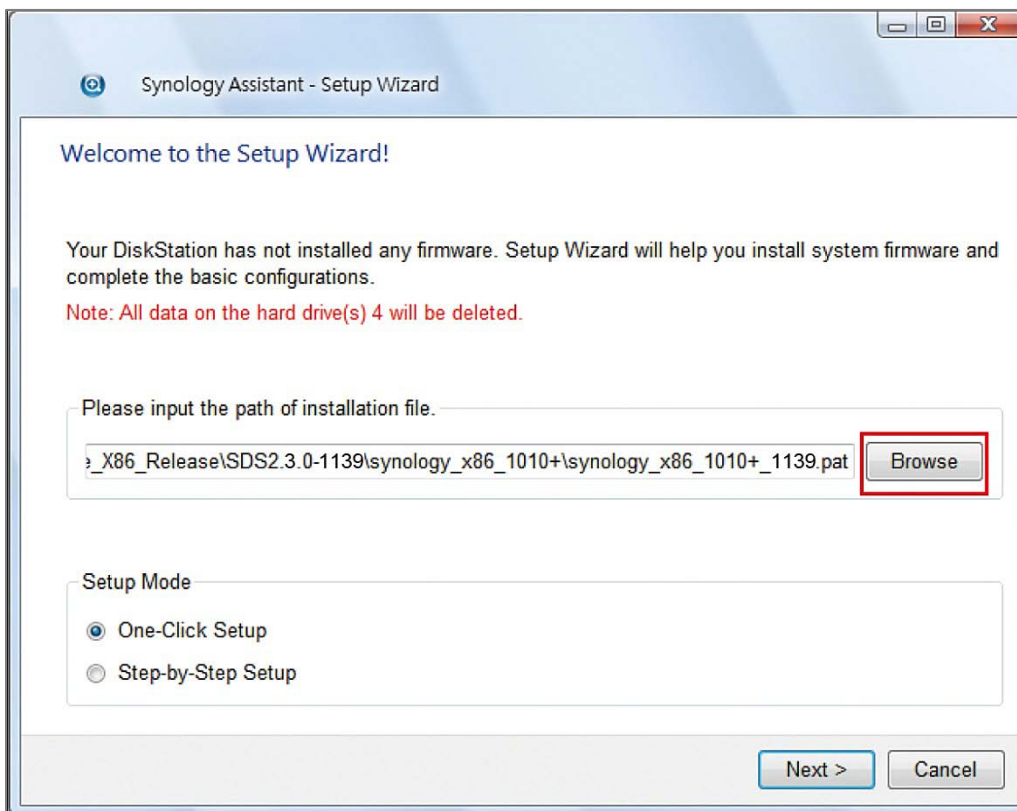 Synology Assistant - Setup Wizard
Welcome to the Setup Wizard!
Your DiskStation has not installed any firmware. Setup Wizard will help you install system firmware and
complete the basic configurations.
Note: All data on the hard drive(s) 4 will be deleted.
Please input the path of installation file.
e_X86_Release\SDS2.3.0-1139\synology_x86_1010+\synology_x86_1010+_1139.pat Browse
Setup Mode
One-Click Setup
Step-by-Step Setup
Next > Cancel